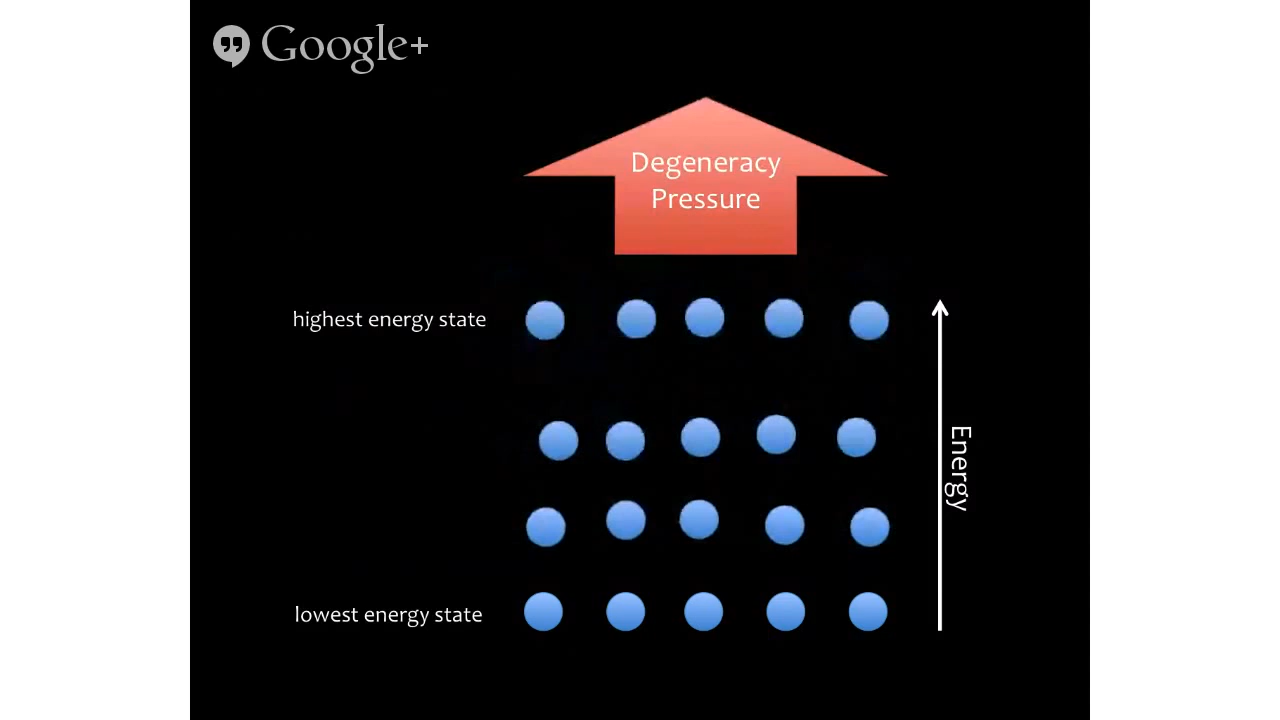 Google+
Degeneracy
Pressure
highest energy state
Energy
lowest energy state